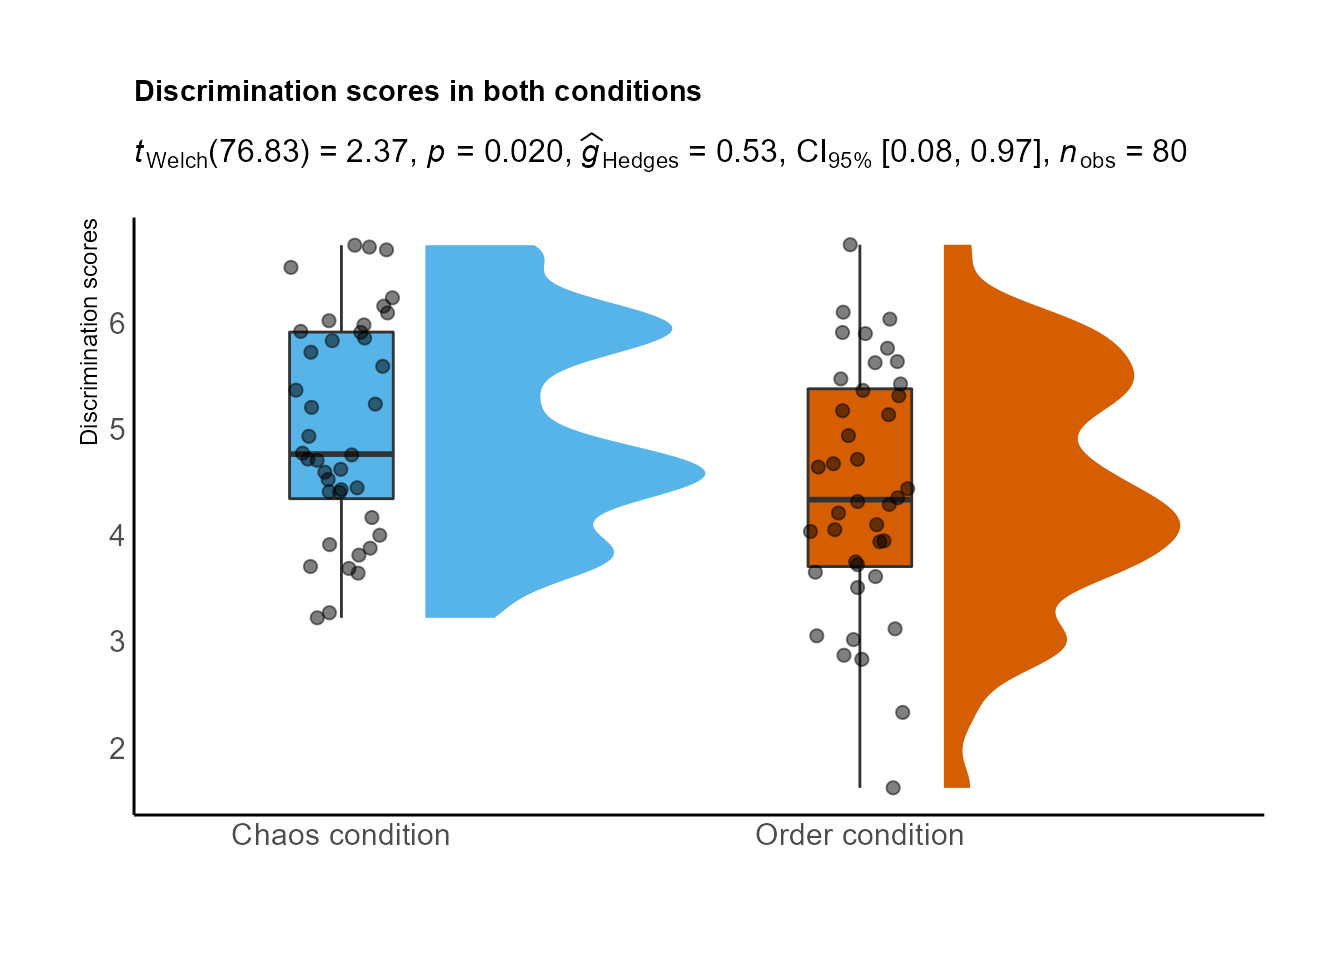 Discrimination scores in both conditions
tWelch(76.83) = 2.37, p = 0.020, ĝHedges = 0.53, CI95% [0.08, 0.97], nobs = 80
Discrimination scores
6
5
4
3
2
Chaos condition
Order condition